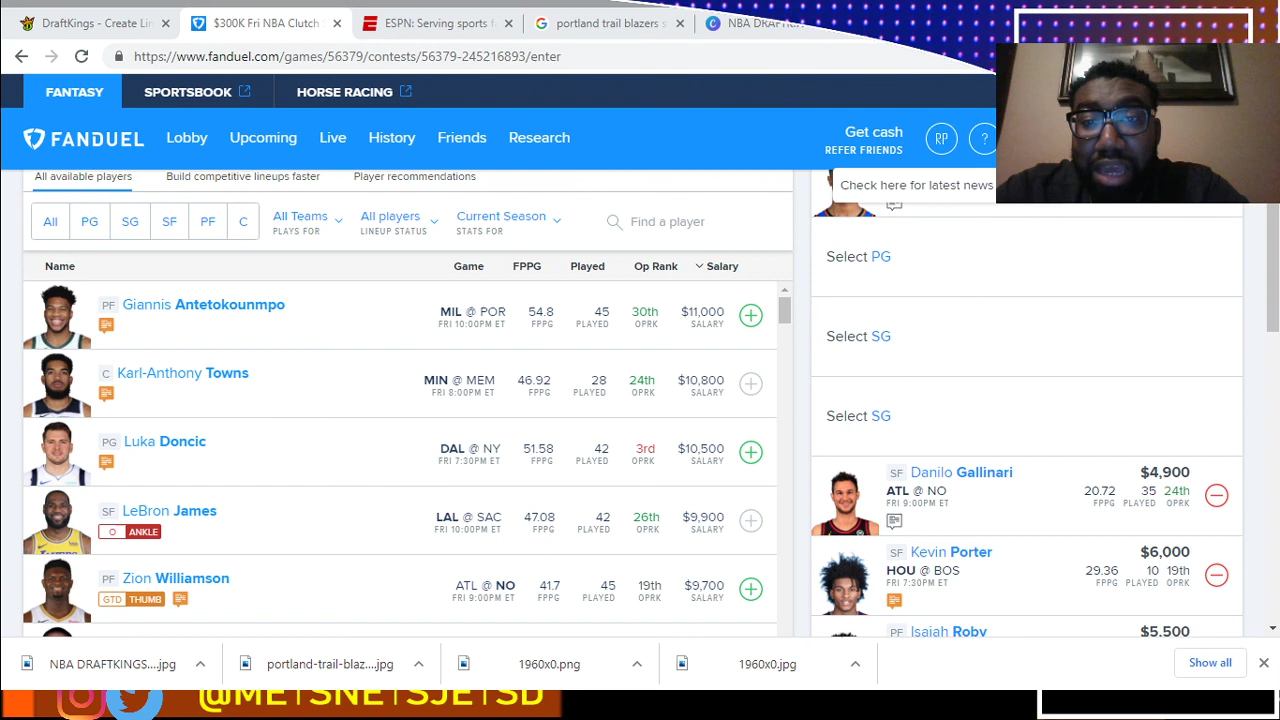 DraftKings - Create Lin
$300K Fri NBA Clutch
ESPN: Serving sports f
portland trail blazers s
NBA DRAFTKIN
https://www.fanduel.com/games/56379/contests/56379-245216893/enter
FANTASY
SPORTSBOOK
HORSE RACING
FANDUEL
Lobby
Upcoming
Live
History
Friends
Research
Get cash
REFER FRIENDS
RP
?
Check here for latest news
All available players
Build competitive lineups faster
Player recommendations
All
PG
SG
SF
PF
C
All Teams
PLAYS FOR
All players
LINEUP STATUS
Current Season
STATS FOR
Find a player
Name
Game
FPPG
Played
Op Rank
Salary
PF Giannis Antetokounmpo
MIL @ POR 54.8 45 30th $11,000
FRI 10:00PM ET FPPG PLAYED OPRK SALARY
C Karl-Anthony Towns
MIN @ MEM 46.92 28 24th $10,800
FRI 8:00PM ET FPPG PLAYED OPRK SALARY
PG Luka Doncic
DAL @ NY 51.58 42 3rd $10,500
FRI 7:30PM ET FPPG PLAYED OPRK SALARY
SF LeBron James
O ANKLE
LAL @ SAC 47.08 42 26th $9,900
FRI 10:00PM ET FPPG PLAYED OPRK SALARY
PF Zion Williamson
GTD THUMB
ATL @ NO 41.7 45 19th $9,700
FRI 9:00PM ET FPPG PLAYED OPRK SALARY
Select PG
Select SG
Select SG
SF Danilo Gallinari $4,900
ATL @ NO 20.72 35 24th
FRI 9:00PM ET FPPG PLAYED OPRK
SF Kevin Porter $6,000
HOU @ BOS 29.36 10 19th
FRI 7:30PM ET FPPG PLAYED OPRK
PF Isaiah Roby $5,500
NBA DRAFTKINGS....jpg
portland-trail-blaz....jpg
1960x0.png
1960x0.jpg
Show all
@METSNETSJETSD